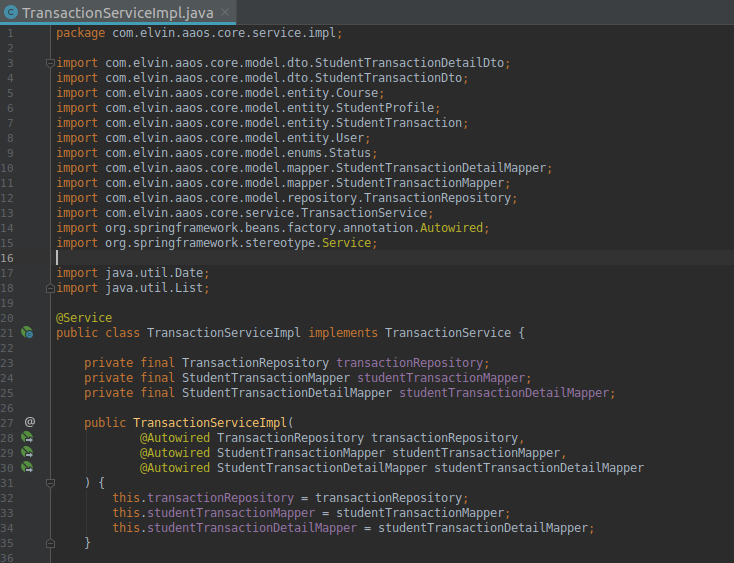 TransactionServiceImpl.java
1 package com.elvin.aaos.core.service.impl;
2
3 import com.elvin.aaos.core.model.dto.StudentTransactionDetailDto;
4 import com.elvin.aaos.core.model.dto.StudentTransactionDto;
5 import com.elvin.aaos.core.model.entity.Course;
6 import com.elvin.aaos.core.model.entity.StudentProfile;
7 import com.elvin.aaos.core.model.entity.StudentTransaction;
8 import com.elvin.aaos.core.model.entity.User;
9 import com.elvin.aaos.core.model.enums.Status;
10 import com.elvin.aaos.core.model.mapper.StudentTransactionDetailMapper;
11 import com.elvin.aaos.core.model.mapper.StudentTransactionMapper;
12 import com.elvin.aaos.core.model.repository.TransactionRepository;
13 import com.elvin.aaos.core.service.TransactionService;
14 import org.springframework.beans.factory.annotation.Autowired;
15 import org.springframework.stereotype.Service;
16
17 import java.util.Date;
18 import java.util.List;
19
20 @Service
21 public class TransactionServiceImpl implements TransactionService {
22
23 private final TransactionRepository transactionRepository;
24 private final StudentTransactionMapper studentTransactionMapper;
25 private final StudentTransactionDetailMapper studentTransactionDetailMapper;
26
27 @ public TransactionServiceImpl(
28 @Autowired TransactionRepository transactionRepository,
29 @Autowired StudentTransactionMapper studentTransactionMapper,
30 @Autowired StudentTransactionDetailMapper studentTransactionDetailMapper
31 ) {
32 this.transactionRepository = transactionRepository;
33 this.studentTransactionMapper = studentTransactionMapper;
34 this.studentTransactionDetailMapper = studentTransactionDetailMapper;
35 }
36